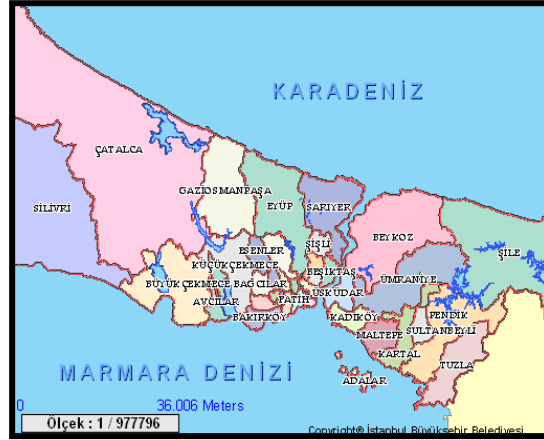 KARADENİZ
ÇATALCA
GAZİOSMANPAŞA
SİLİVRİ
EYÜP
SARIYER
BEYKOZ
ŞİŞLİ
ŞİLE
ESENLER
KÜÇÜKÇEKMECE
BEŞİKTAŞ
ÜMRANİYE
BÜYÜKÇEKMECE
BAĞCILAR
ÜSKÜDAR
AVCILAR
FATİH
BAKIRKÖY
KADIKÖY
PENDİK
MALTEPE
SULTANBEYLİ
KARTAL
TUZLA
ADALAR
MARMARA DENİZİ
0 36.006 Meters
Ölçek : 1 / 977796
Copyright® İstanbul Büyükşehir Belediyesi